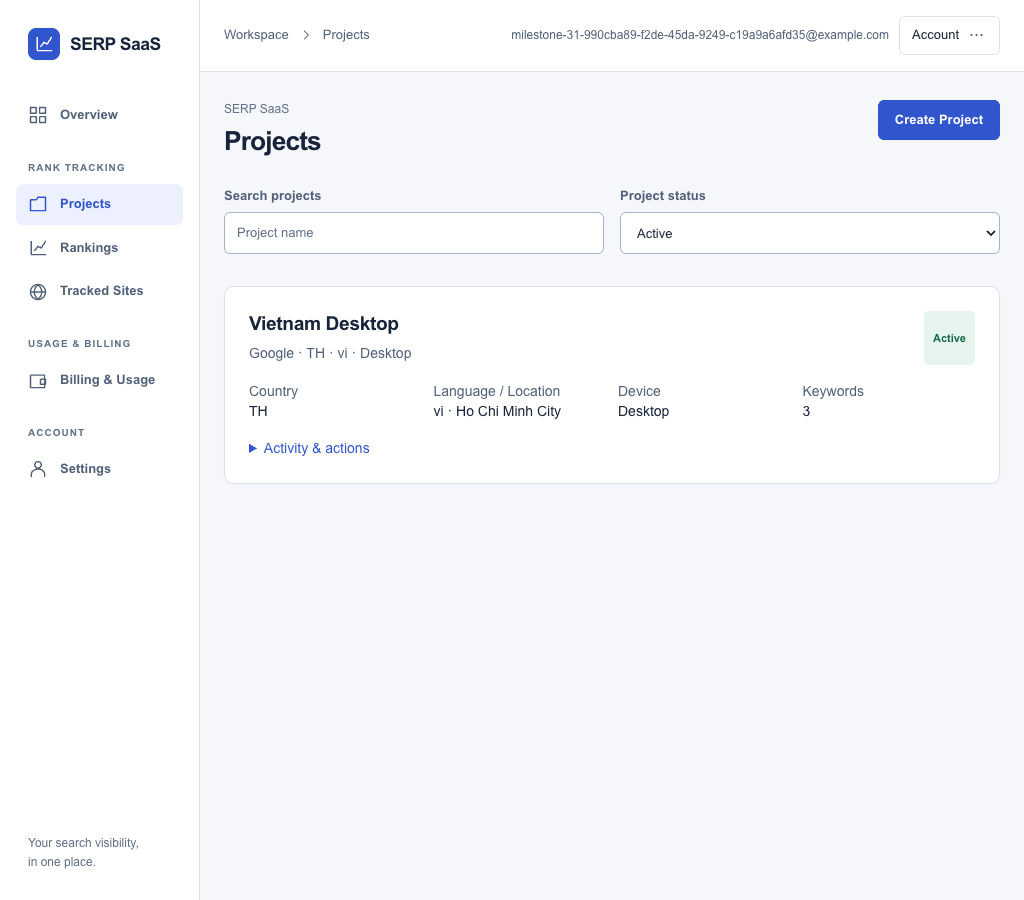 SERP SaaS
Overview
RANK TRACKING
Projects
Rankings
Tracked Sites
USAGE & BILLING
Billing & Usage
ACCOUNT
Settings
Your search visibility,
in one place.
Workspace > Projects
milestone-31-990cba89-f2de-45da-9249-c19a9a6afd35@example.com
Account ···
SERP SaaS
Projects
Create Project
Search projects
Project name
Project status
Active
Vietnam Desktop
Google · TH · vi · Desktop
Active
Country
TH
Language / Location
vi · Ho Chi Minh City
Device
Desktop
Keywords
3
Activity & actions